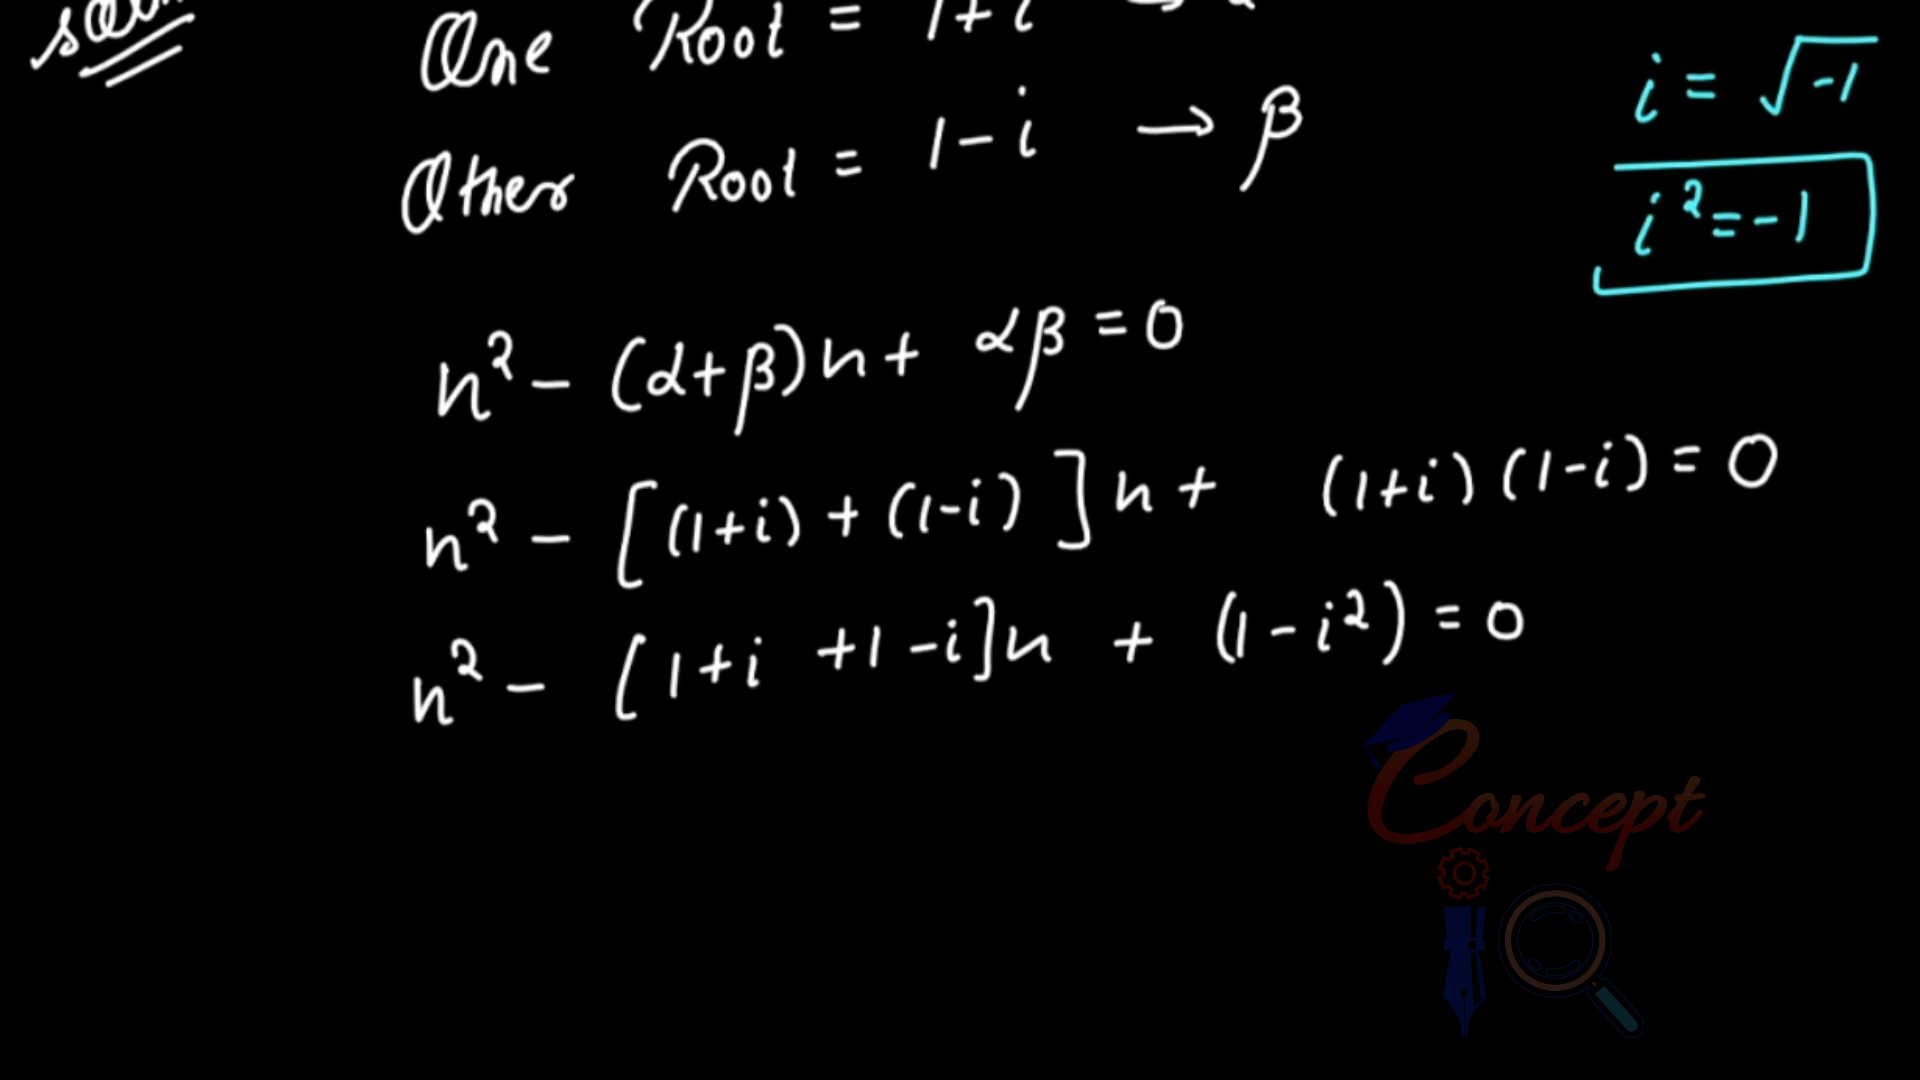 Soln
One Root = 1+i → α
Other Root = 1-i → β
i = √-1
i² = -1
x² - (α+β)x + αβ = 0
x² - [(1+i) + (1-i)]x + (1+i)(1-i) = 0
x² - [1+i +1-i]x + (1-i²) = 0
Concept